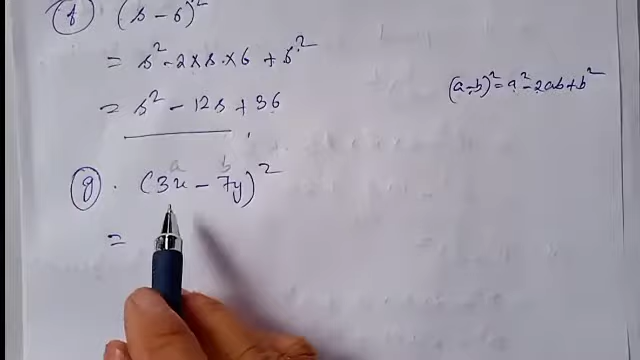 (f) (s - 6)²
= s² - 2 × s × 6 + 6²
(a-b)² = a² - 2ab + b²
= s² - 12s + 36
a b
(g) . (3x - 7y)²
=